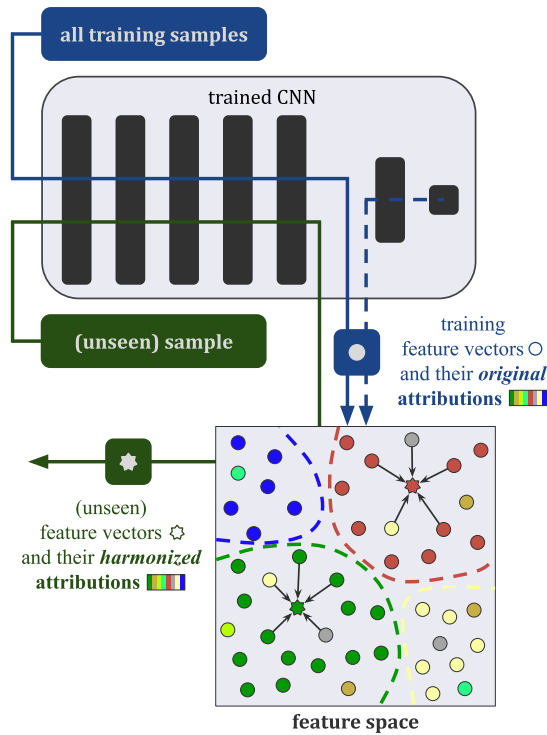 all training samples
trained CNN
(unseen) sample
training
feature vectors
and their original
attributions
(unseen)
feature vectors
and their harmonized
attributions
feature space